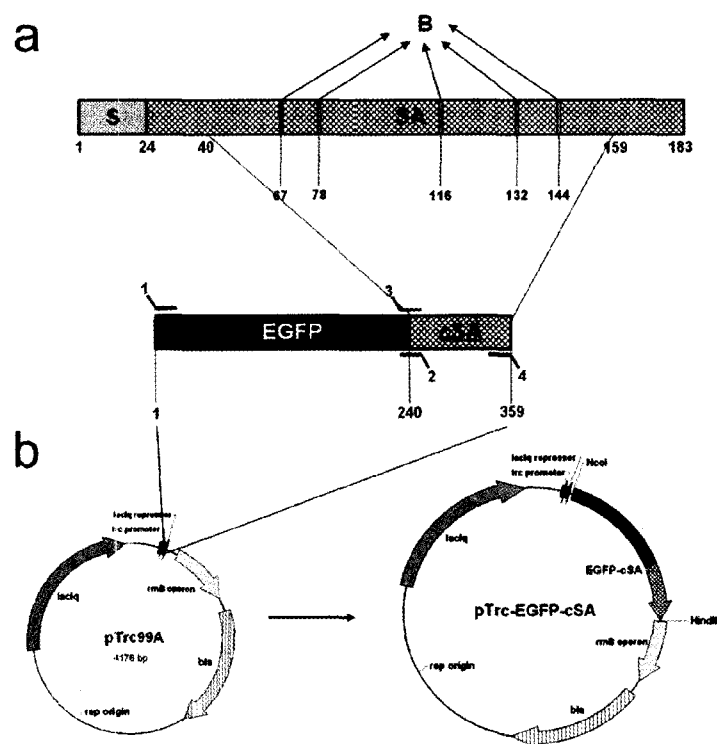 a
B
S
SA
1 24 40 67 78 116 132 144 159 183
1 3
EGFP cSA
2 4
1 240 359
b
lacIq repressor
trc promoter
lacIq
rrnB operon
pTrc99A
4176 bp
bla
rep origin
lacIq repressor
trc promoter
NcoI
lacIq
EGFP-cSA
pTrc-EGFP-cSA
HindIII
rrnB operon
rep origin
bla